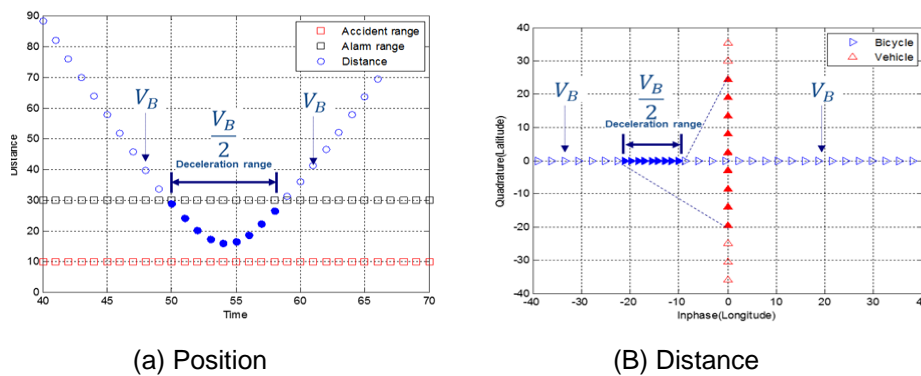 90
80
70
60
50
40
30
20
10
0
Distance
40 45 50 55 60 65 70
Time
Accident range
Alarm range
Distance
V_B
V_B/2
Deceleration range
V_B
(a) Position
40
30
20
10
0
-10
-20
-30
-40
Quadrature(Latitude)
-40 -30 -20 -10 0 10 20 30 40
Inphase(Longitude)
Bicycle
Vehicle
V_B
V_B/2
Deceleration range
V_B
(B) Distance